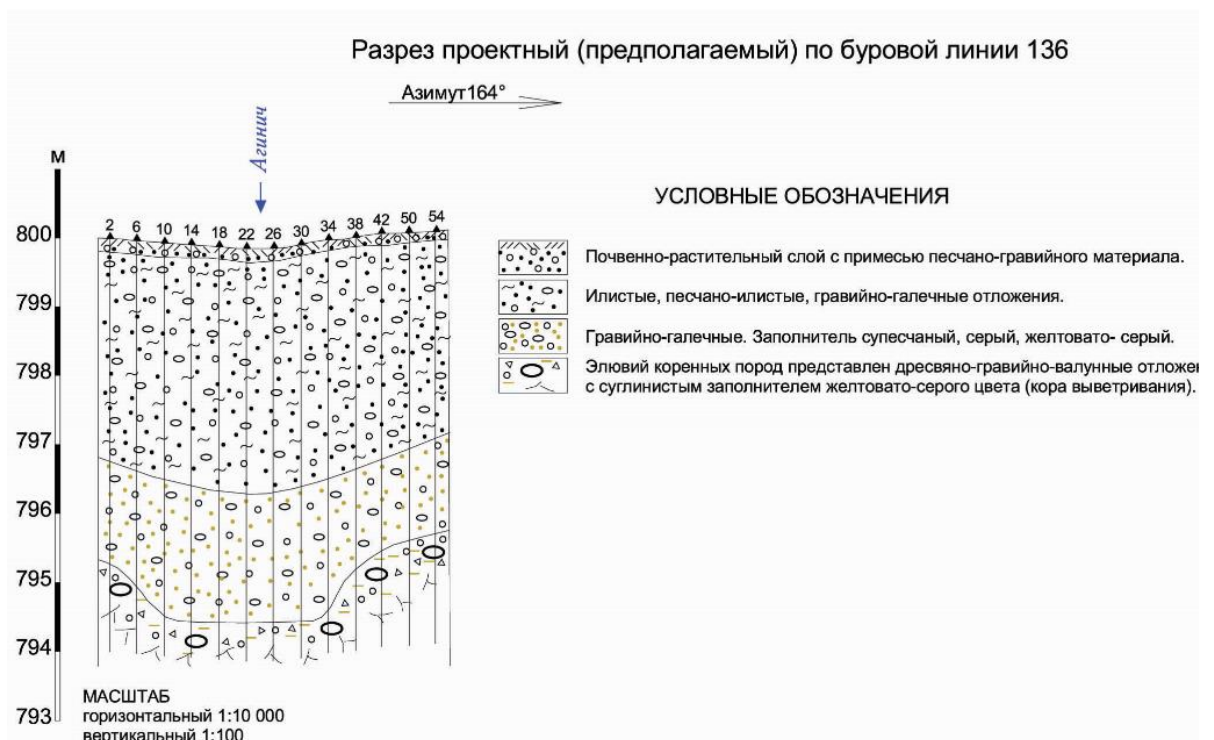 Разрез проектный (предполагаемый) по буровой линии 136
Азимут164°
Агинич
М
2 6 10 14 18 22 26 30 34 38 42 50 54
800
799
798
797
796
795
794
793
УСЛОВНЫЕ ОБОЗНАЧЕНИЯ
Почвенно-растительный слой с примесью песчано-гравийного материала.
Илистые, песчано-илистые, гравийно-галечные отложения.
Гравийно-галечные. Заполнитель супесчаный, серый, желтовато- серый.
Элювий коренных пород представлен дресвяно-гравийно-валунные отложе
с суглинистым заполнителем желтовато-серого цвета (кора выветривания).
МАСШТАБ
горизонтальный 1:10 000
вертикальный 1:100